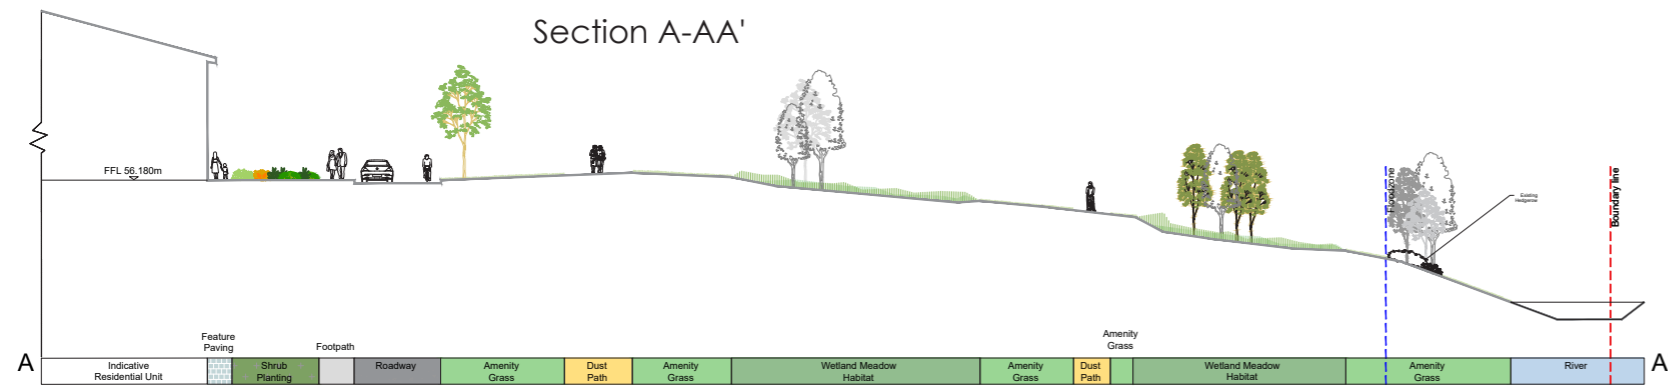 Section A-AA'
FFL 56.180m
Floodzone
Boundary line
Existing
Hedgerow
Feature
Paving
Footpath
Amenity
Grass
A
Indicative
Residential Unit
Shrub
Planting
Roadway
Amenity
Grass
Dust
Path
Amenity
Grass
Wetland Meadow
Habitat
Amenity
Grass
Dust
Path
Wetland Meadow
Habitat
Amenity
Grass
River
A